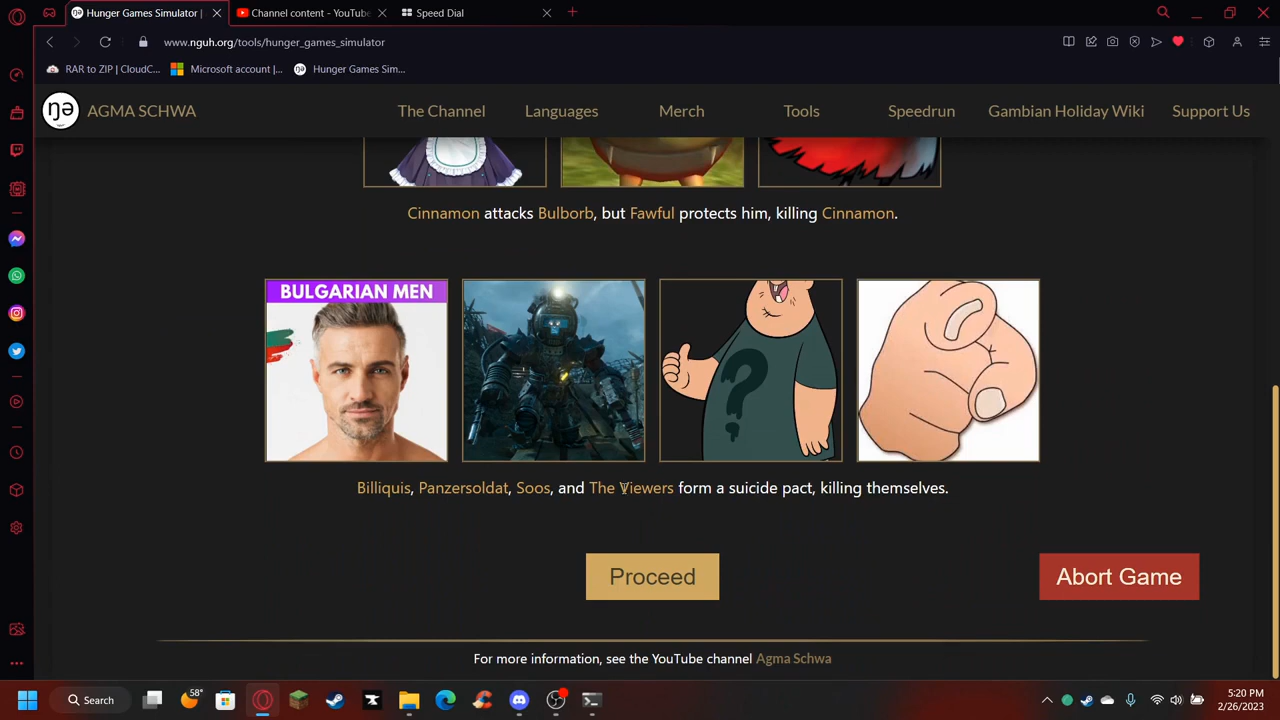 Hunger Games Simulator |
Channel content - YouTube
Speed Dial
www.nguh.org/tools/hunger_games_simulator
RAR to ZIP | CloudC...
Microsoft account |...
Hunger Games Sim...
ŋə
AGMA SCHWA
The Channel
Languages
Merch
Tools
Speedrun
Gambian Holiday Wiki
Support Us
Cinnamon attacks Bulborb, but Fawful protects him, killing Cinnamon.
BULGARIAN MEN
?
Billiquis, Panzersoldat, Soos, and The Viewers form a suicide pact, killing themselves.
Proceed
Abort Game
For more information, see the YouTube channel Agma Schwa
58°
Search
5:20 PM
2/26/2023